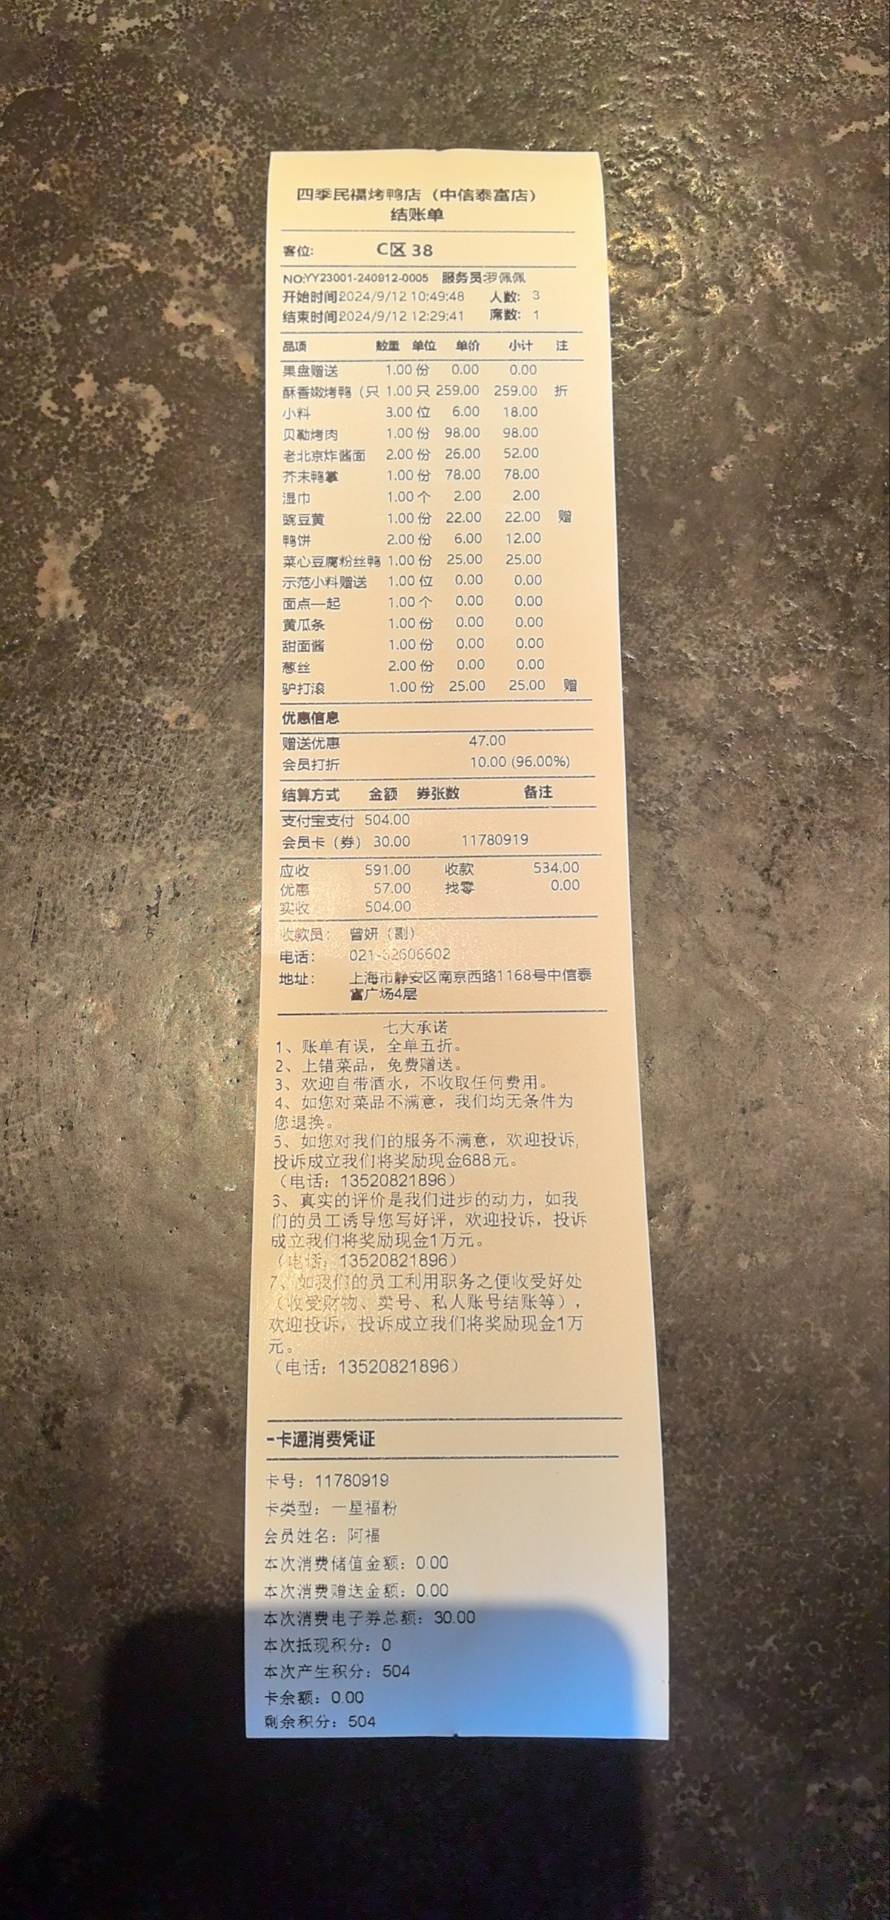 四季民福烤鸭店（中信泰富店）
结账单
客位: C区 38
NO:YY23001-240912-0005 服务员:罗佩佩
开始时间2024/9/12 10:49:48 人数: 3
结束时间2024/9/12 12:29:41 席数: 1
品项 数量 单位 单价 小计 注
果盘赠送 1.00 份 0.00 0.00
酥香嫩烤鸭（只 1.00 只 259.00 259.00 折
小料 3.00 位 6.00 18.00
贝勒烤肉 1.00 份 98.00 98.00
老北京炸酱面 2.00 份 26.00 52.00
芥末鸭掌 1.00 份 78.00 78.00
湿巾 1.00 个 2.00 2.00
豌豆黄 1.00 份 22.00 22.00 赠
鸭饼 2.00 份 6.00 12.00
菜心豆腐粉丝鸭 1.00 份 25.00 25.00
示范小料赠送 1.00 位 0.00 0.00
面点一起 1.00 个 0.00 0.00
黄瓜条 1.00 份 0.00 0.00
甜面酱 1.00 份 0.00 0.00
葱丝 2.00 份 0.00 0.00
驴打滚 1.00 份 25.00 25.00 赠
优惠信息
赠送优惠 47.00
会员打折 10.00 (96.00%)
结算方式 金额 券张数 备注
支付宝支付 504.00
会员卡（券） 30.00 11780919
应收 591.00 收款 534.00
优惠 57.00 找零 0.00
实收 504.00
收款员: 曾妍（副）
电话: 021-62606602
地址: 上海市静安区南京西路1168号中信泰
富广场4层
七大承诺
1、账单有误，全单五折。
2、上错菜品，免费赠送。
3、欢迎自带酒水，不收取任何费用。
4、如您对菜品不满意，我们均无条件为
您退换。
5、如您对我们的服务不满意，欢迎投诉，
投诉成立我们将奖励现金688元。
（电话：13520821896）
6、真实的评价是我们进步的动力，如我
们的员工诱导您写好评，欢迎投诉，投诉
成立我们将奖励现金1万元。
（电话：13520821896）
7、如我们的员工利用职务之便收受好处
（收受财物、卖号、私人账号结账等），
欢迎投诉，投诉成立我们将奖励现金1万
元。
（电话：13520821896）
一卡通消费凭证
卡号：11780919
卡类型：一星福粉
会员姓名：阿福
本次消费储值金额：0.00
本次消费赠送金额：0.00
本次消费电子券总额：30.00
本次抵现积分：0
本次产生积分：504
卡余额：0.00
剩余积分：504